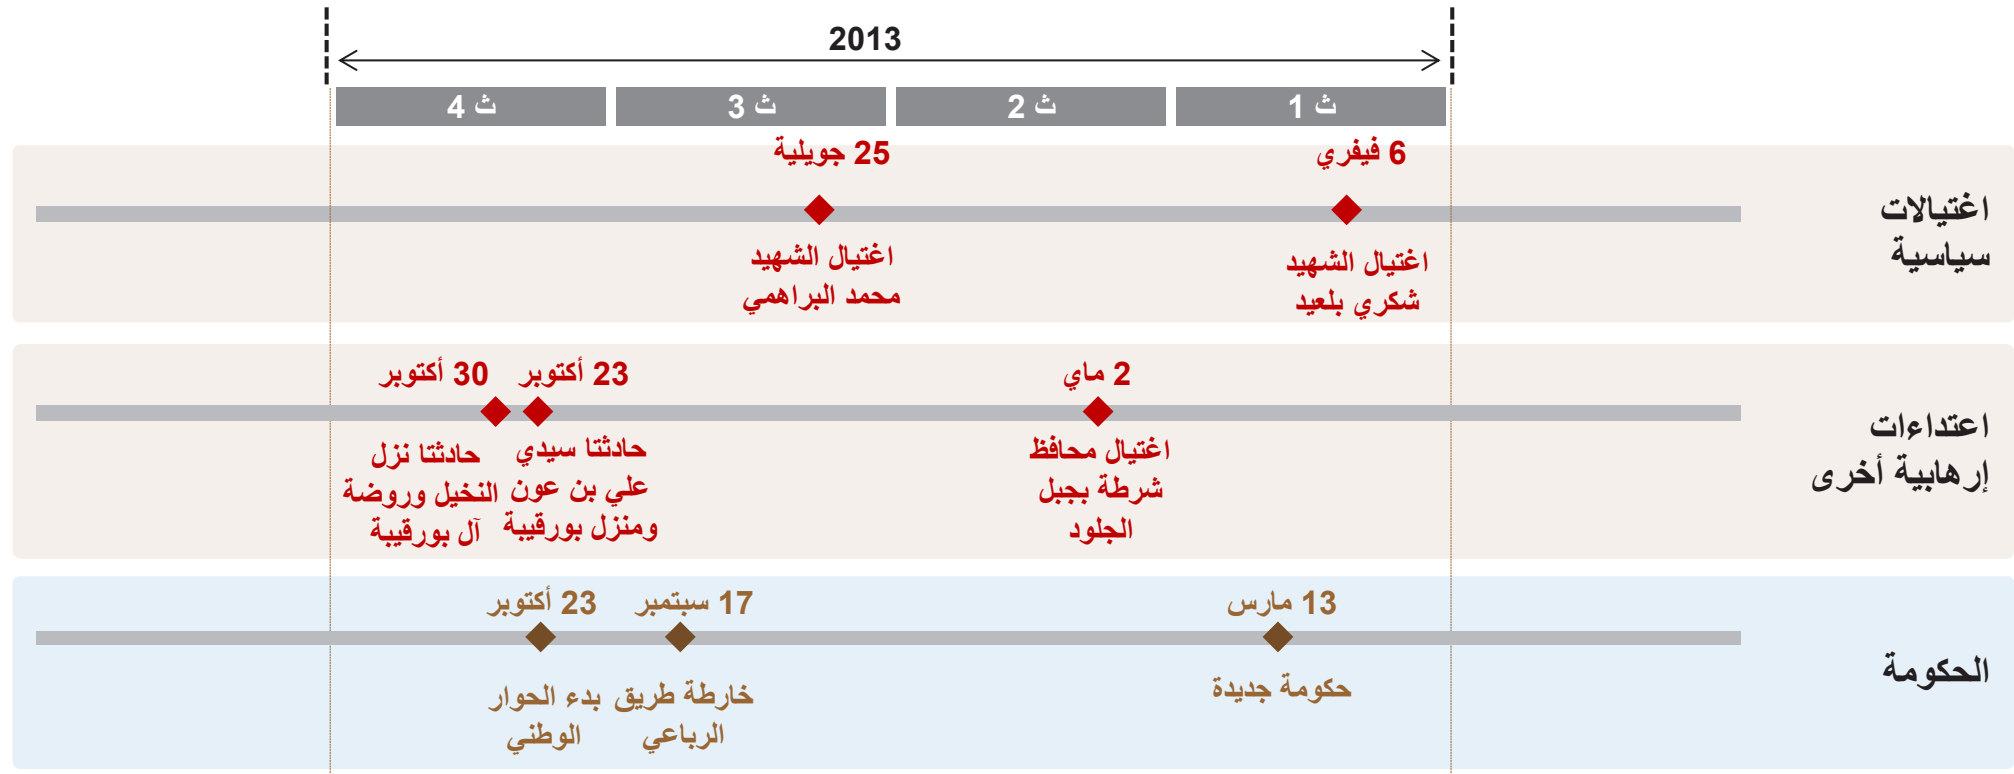 2013
ث 1
ث 2
ث 3
ث 4
اغتيالات
سياسية
6 فيفري
اغتيال الشهيد
شكري بلعيد
25 جويلية
اغتيال الشهيد
محمد البراهمي
اعتداءات
إرهابية أخرى
2 ماي
اغتيال محافظ
شرطة بجبل
الجلود
23 أكتوبر
حادثتا سيدي
علي بن عون
ومنزل بورقيبة
30 أكتوبر
حادثتا نزل
النخيل وروضة
آل بورقيبة
الحكومة
13 مارس
حكومة جديدة
17 سبتمبر
خارطة طريق
الرباعي
23 أكتوبر
بدء الحوار
الوطني